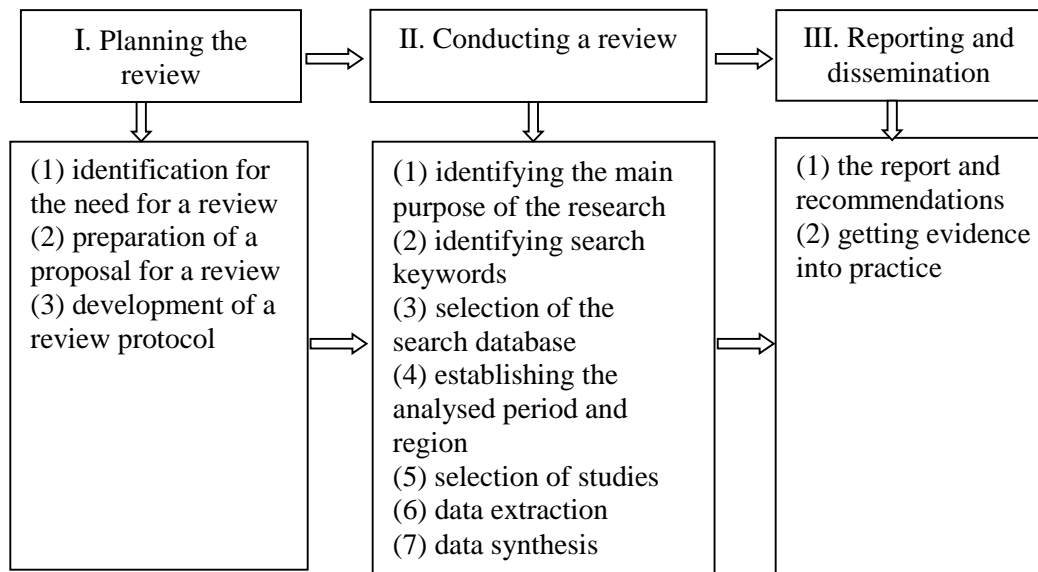 I. Planning the
review
II. Conducting a review
III. Reporting and
dissemination
(1) identification for
the need for a review
(2) preparation of a
proposal for a review
(3) development of a
review protocol
(1) identifying the main
purpose of the research
(2) identifying search
keywords
(3) selection of the
search database
(4) establishing the
analysed period and
region
(5) selection of studies
(6) data extraction
(7) data synthesis
(1) the report and
recommendations
(2) getting evidence
into practice